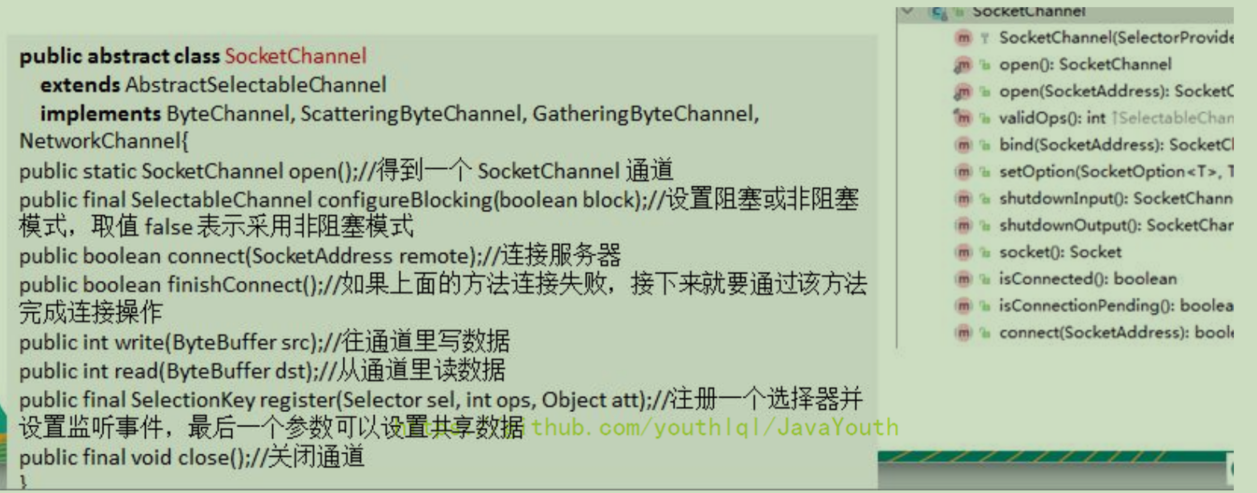 public abstract class SocketChannel
extends AbstractSelectableChannel
implements ByteChannel, ScatteringByteChannel, GatheringByteChannel,
NetworkChannel{
public static SocketChannel open();//得到一个 SocketChannel 通道
public final SelectableChannel configureBlocking(boolean block);//设置阻塞或非阻塞
模式，取值 false 表示采用非阻塞模式
public boolean connect(SocketAddress remote);//连接服务器
public boolean finishConnect();//如果上面的方法连接失败，接下来就要通过该方法
完成连接操作
public int write(ByteBuffer src);//往通道里写数据
public int read(ByteBuffer dst);//从通道里读数据
public final SelectionKey register(Selector sel, int ops, Object att);//注册一个选择器并
设置监听事件，最后一个参数可以设置共享数据
thub.com/youthlql/JavaYouth
public final void close();//关闭通道
}
SocketChannel
SocketChannel(SelectorProvide
open(): SocketChannel
open(SocketAddress): SocketC
validOps(): int ↑SelectableChan
bind(SocketAddress): SocketCl
setOption(SocketOption<T>, T
shutdownInput(): SocketChann
shutdownOutput(): SocketChar
socket(): Socket
isConnected(): boolean
isConnectionPending(): boolea
connect(SocketAddress): boole